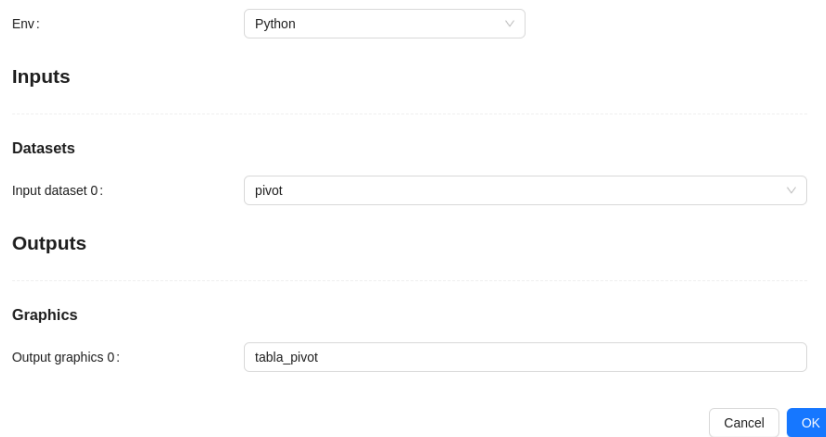 Env:
Python
Inputs
Datasets
Input dataset 0:
pivot
Outputs
Graphics
Output graphics 0:
tabla_pivot
Cancel
OK